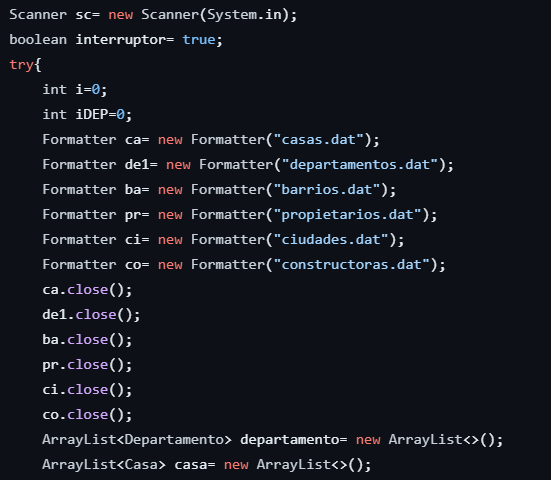 Scanner sc= new Scanner(System.in);
boolean interruptor= true;
try{
    int i=0;
    int iDEP=0;
    Formatter ca= new Formatter("casas.dat");
    Formatter de1= new Formatter("departamentos.dat");
    Formatter ba= new Formatter("barrios.dat");
    Formatter pr= new Formatter("propietarios.dat");
    Formatter ci= new Formatter("ciudades.dat");
    Formatter co= new Formatter("constructoras.dat");
    ca.close();
    de1.close();
    ba.close();
    pr.close();
    ci.close();
    co.close();
    ArrayList<Departamento> departamento= new ArrayList<>();
    ArrayList<Casa> casa= new ArrayList<>();